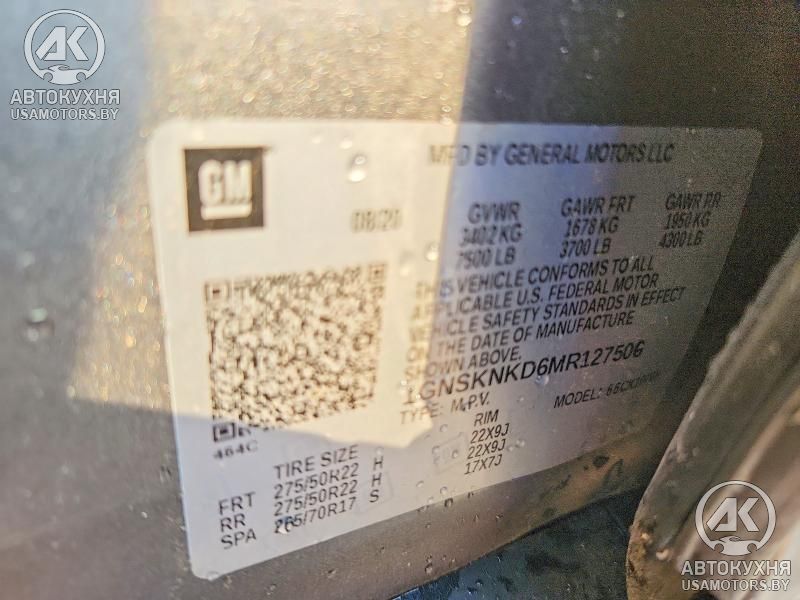 АК
АВТОКУХНЯ
USAMOTORS.BY
GM
MFD BY GENERAL MOTORS LLC
08/20
GVWR GAWR FRT GAWR RR
3402 KG 1678 KG 1950 KG
7500 LB 3700 LB 4300 LB
THIS VEHICLE CONFORMS TO ALL
APPLICABLE U.S. FEDERAL MOTOR
VEHICLE SAFETY STANDARDS IN EFFECT
ON THE DATE OF MANUFACTURE
SHOWN ABOVE.
1GNSKNKD6MR127506
TYPE: M.P.V. MODEL:
464C
TIRE SIZE RIM
FRT 275/50R22 H 22X9J
RR 275/50R22 H 22X9J
SPA 265/70R17 S 17X7J
АК
АВТОКУХНЯ
USAMOTORS.BY